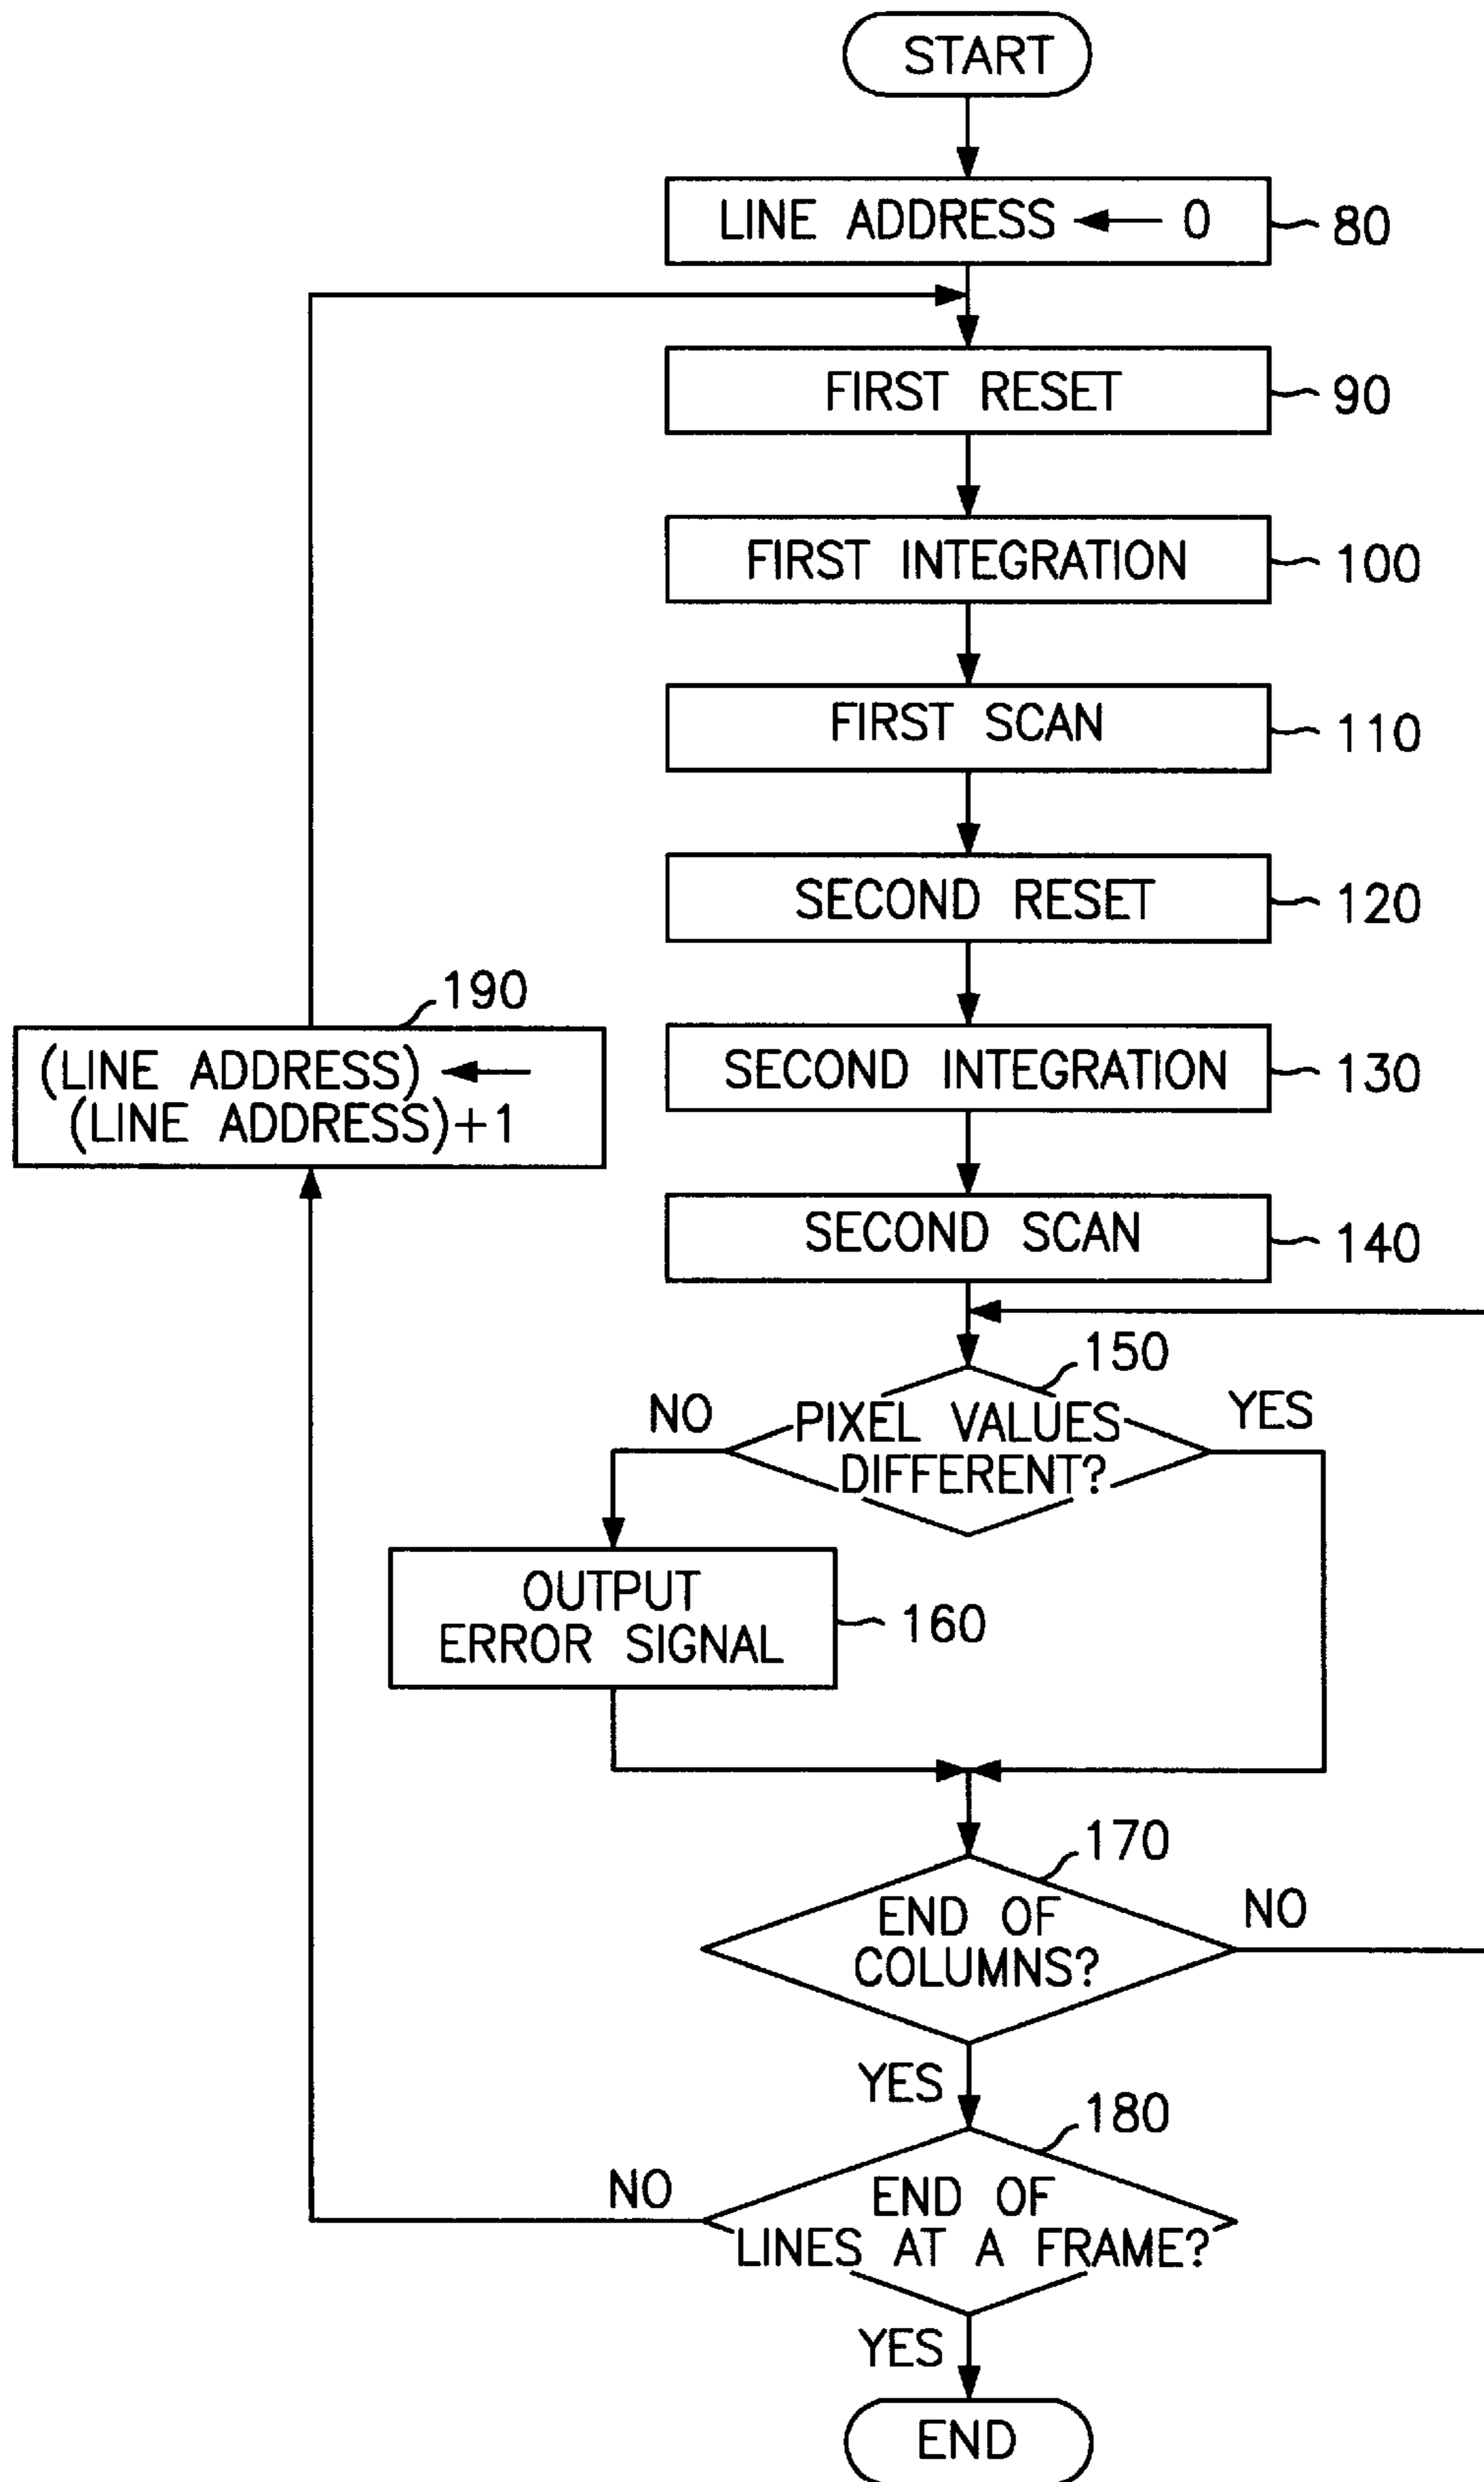 START
LINE ADDRESS ← 0
80
FIRST RESET
90
FIRST INTEGRATION
100
FIRST SCAN
110
SECOND RESET
120
190
(LINE ADDRESS) ←
(LINE ADDRESS)+1
SECOND INTEGRATION
130
SECOND SCAN
140
150
NO
PIXEL VALUES
DIFFERENT?
YES
OUTPUT
ERROR SIGNAL
160
170
END OF
COLUMNS?
NO
YES
180
NO
END OF
LINES AT A FRAME?
YES
END